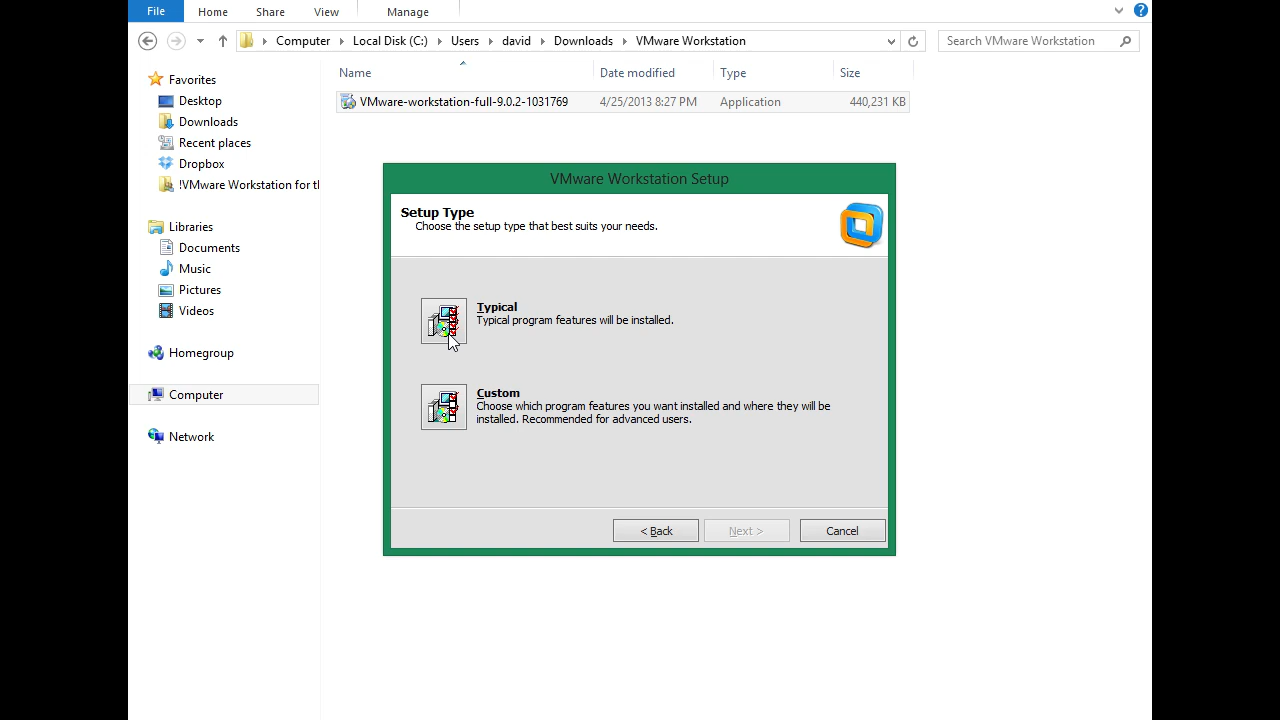 File
Home
Share
View
Manage
Computer
Local Disk (C:)
Users
david
Downloads
VMware Workstation
Search VMware Workstation
Name
Date modified
Type
Size
VMware-workstation-full-9.0.2-1031769
4/25/2013 8:27 PM
Application
440,231 KB
Favorites
Desktop
Downloads
Recent places
Dropbox
!VMware Workstation for tl
Libraries
Documents
Music
Pictures
Videos
Homegroup
Computer
Network
VMware Workstation Setup
Setup Type
Choose the setup type that best suits your needs.
Typical
Typical program features will be installed.
Custom
Choose which program features you want installed and where they will be
installed. Recommended for advanced users.
< Back
Next >
Cancel